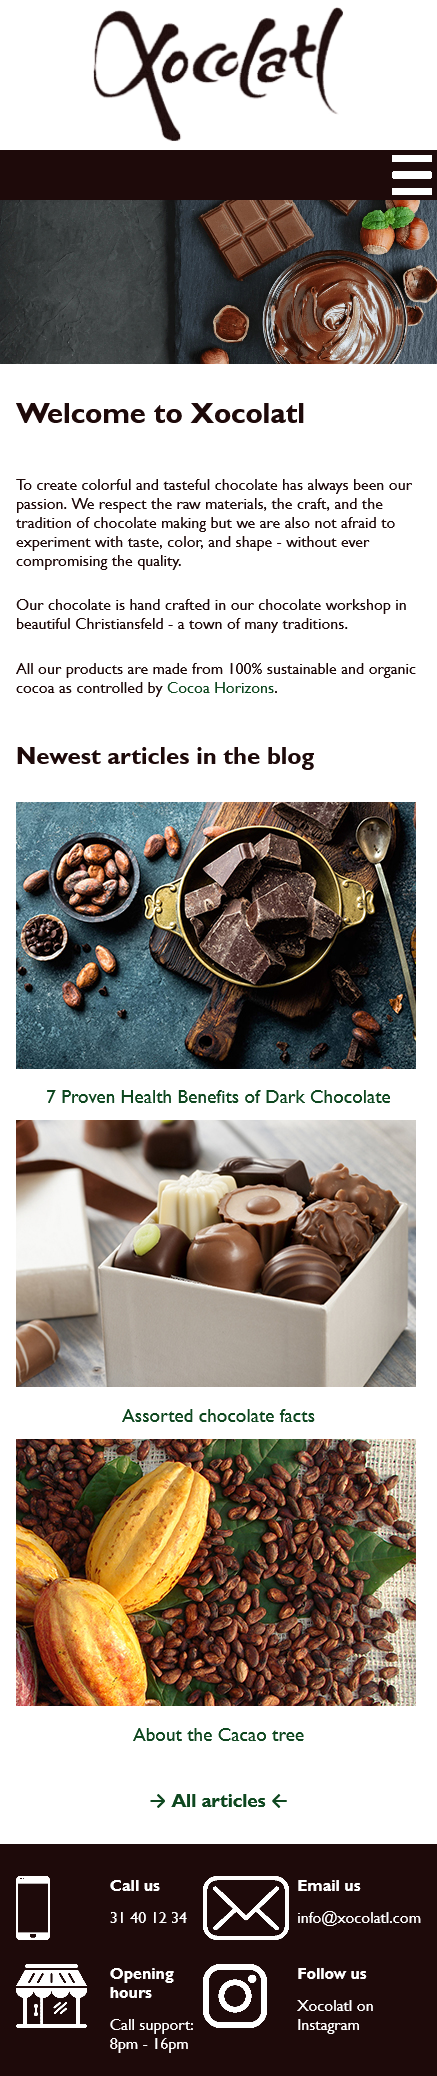 Xocolatl
Welcome to Xocolatl
To create colorful and tasteful chocolate has always been our
passion. We respect the raw materials, the craft, and the
tradition of chocolate making but we are also not afraid to
experiment with taste, color, and shape - without ever
compromising the quality.
Our chocolate is hand crafted in our chocolate workshop in
beautiful Christiansfeld - a town of many traditions.
All our products are made from 100% sustainable and organic
cocoa as controlled by Cocoa Horizons.
Newest articles in the blog
7 Proven Health Benefits of Dark Chocolate
Assorted chocolate facts
About the Cacao tree
→ All articles ←
Call us
31 40 12 34
Email us
info@xocolatl.com
Opening
hours
Call support:
8pm - 16pm
Follow us
Xocolatl on
Instagram